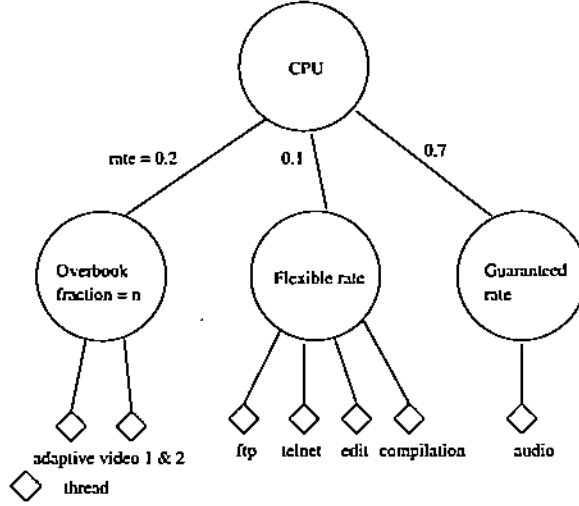 CPU
rate = 0.2
0.1
0.7
Overbook
fraction = n
Flexible rate
Guaranteed
rate
adaptive video 1 & 2
ftp
telnet
edit
compilation
audio
thread